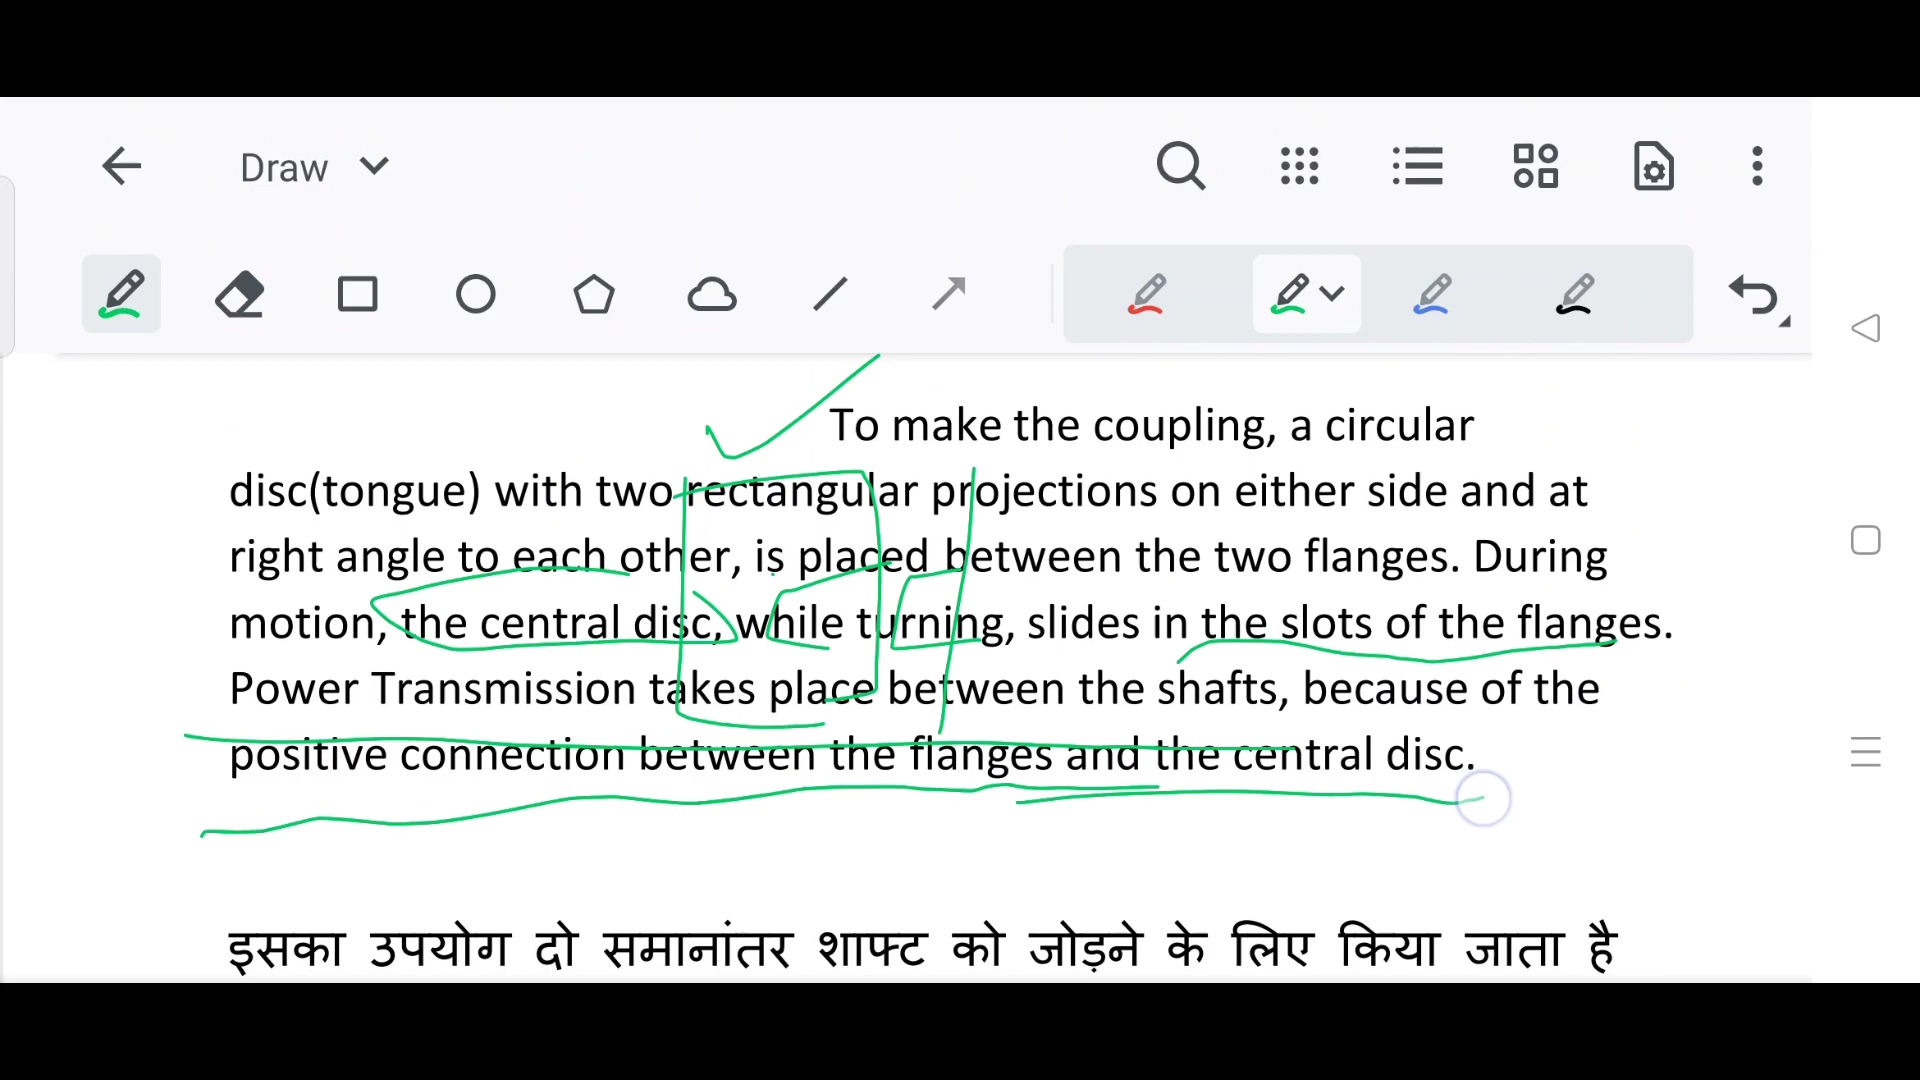 Draw
To make the coupling, a circular
disc(tongue) with two rectangular projections on either side and at
right angle to each other, is placed between the two flanges. During
motion, the central disc, while turning, slides in the slots of the flanges.
Power Transmission takes place between the shafts, because of the
positive connection between the flanges and the central disc.
इसका उपयोग दो समानांतर शाफ्ट को जोड़ने के लिए किया जाता है